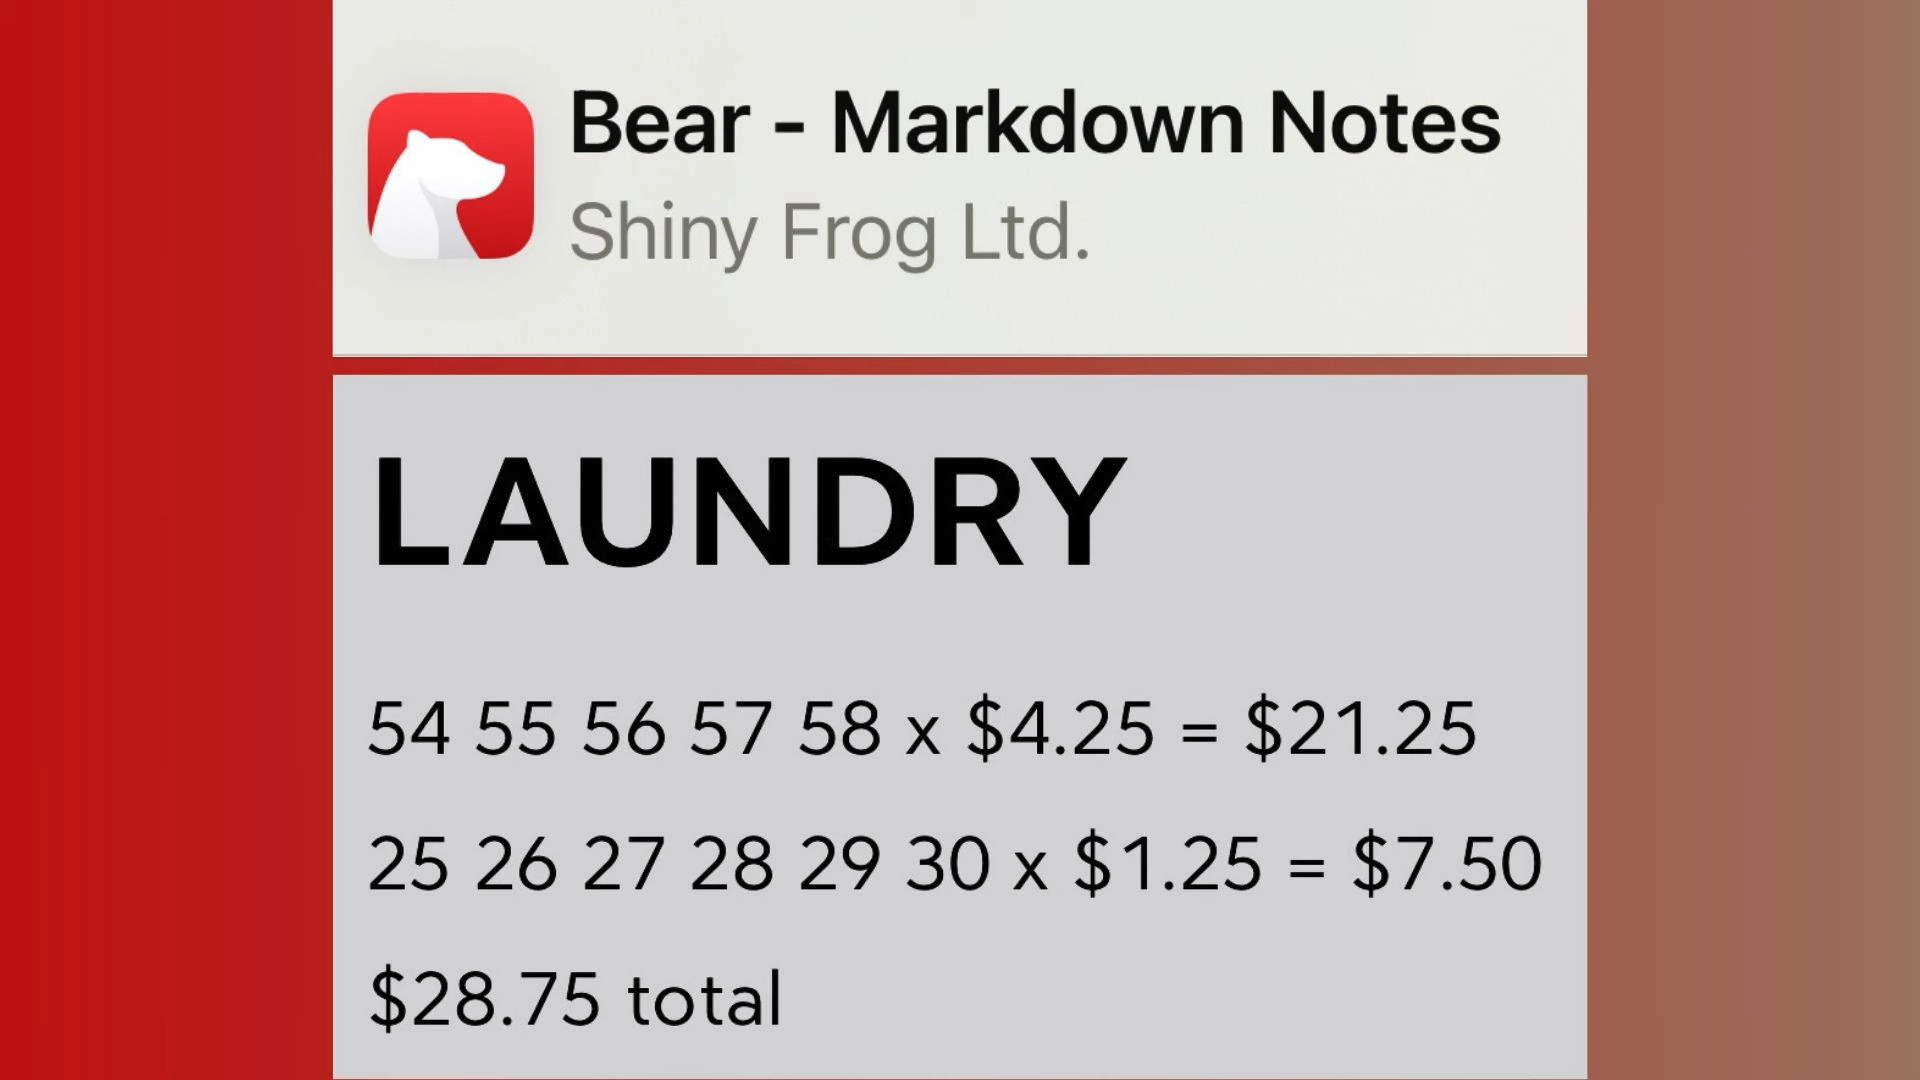 Bear - Markdown Notes
Shiny Frog Ltd.
LAUNDRY
54 55 56 57 58 x $4.25 = $21.25
25 26 27 28 29 30 x $1.25 = $7.50
$28.75 total